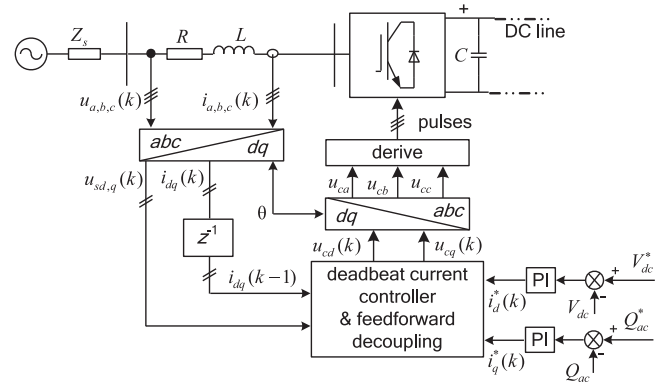 Z_s
R
L
+
DC line
C
u_{a,b,c}(k)
i_{a,b,c}(k)
pulses
abc
dq
derive
u_{sd,q}(k)
i_{dq}(k)
u_{ca}
u_{cb}
u_{cc}
θ
dq
abc
z^{-1}
u_{cd}(k)
u_{cq}(k)
i_{dq}(k−1)
deadbeat current
controller
& feedforward
decoupling
i_d^*(k)
PI
V_{dc}
-
+
V_{dc}^*
i_q^*(k)
PI
Q_{ac}
-
+
Q_{ac}^*